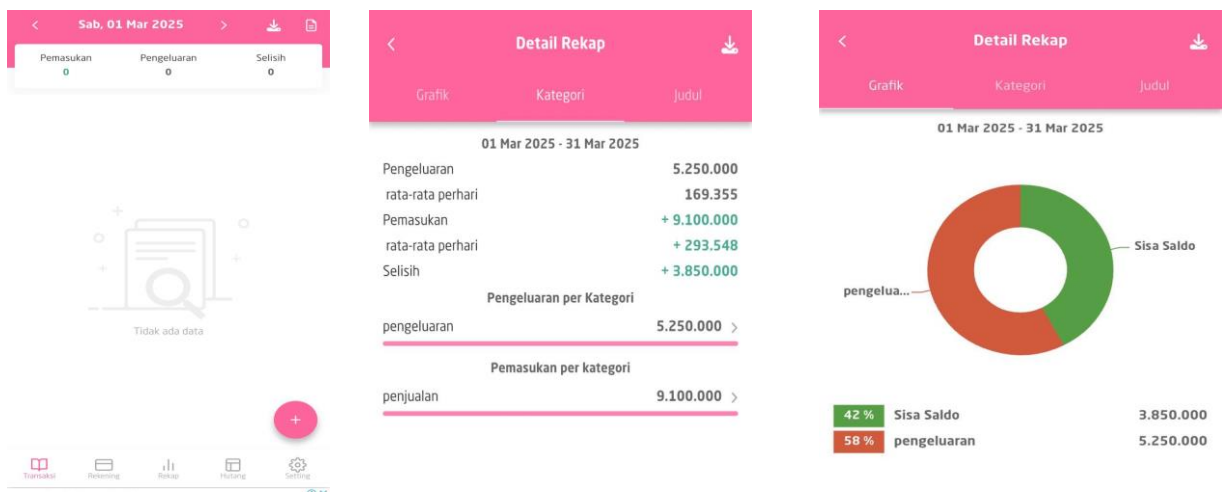 Sab, 01 Mar 2025
Pemasukan Pengeluaran Selisih
0 0 0
Tidak ada data
+
Transaksi Rekening Rekap Hutang Setting
Detail Rekap
Grafik Kategori Judul
01 Mar 2025 - 31 Mar 2025
Pengeluaran 5.250.000
rata-rata perhari 169.355
Pemasukan + 9.100.000
rata-rata perhari + 293.548
Selisih + 3.850.000
Pengeluaran per Kategori
pengeluaran 5.250.000
Pemasukan per kategori
penjualan 9.100.000
Detail Rekap
Grafik Kategori Judul
01 Mar 2025 - 31 Mar 2025
Sisa Saldo
pengelua...
42 % Sisa Saldo 3.850.000
58 % pengeluaran 5.250.000